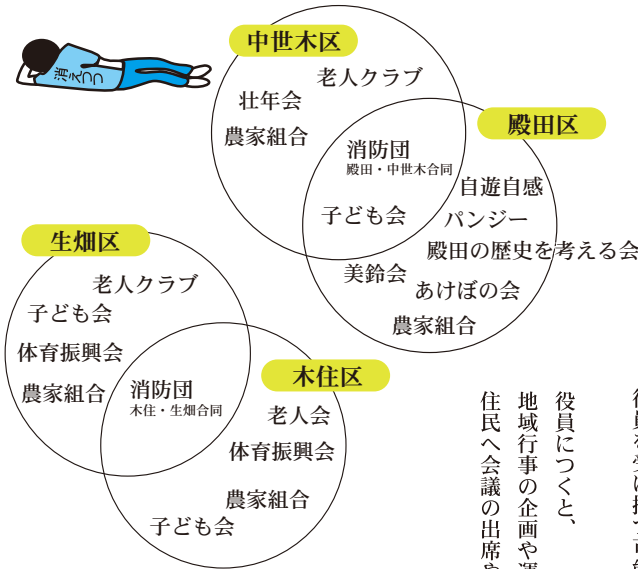 消えつつ
中世木区
老人クラブ
壮年会
農家組合
消防団
殿田・中世木合同
子ども会
殿田区
自遊自感
パンジー
殿田の歴史を考える会
美鈴会
あけぼの会
農家組合
生畑区
老人クラブ
子ども会
体育振興会
農家組合
消防団
木住・生畑合同
木住区
老人会
体育振興会
農家組合
子ども会
役員につくと、
地域行事の企画や運
住民へ会議の出席や